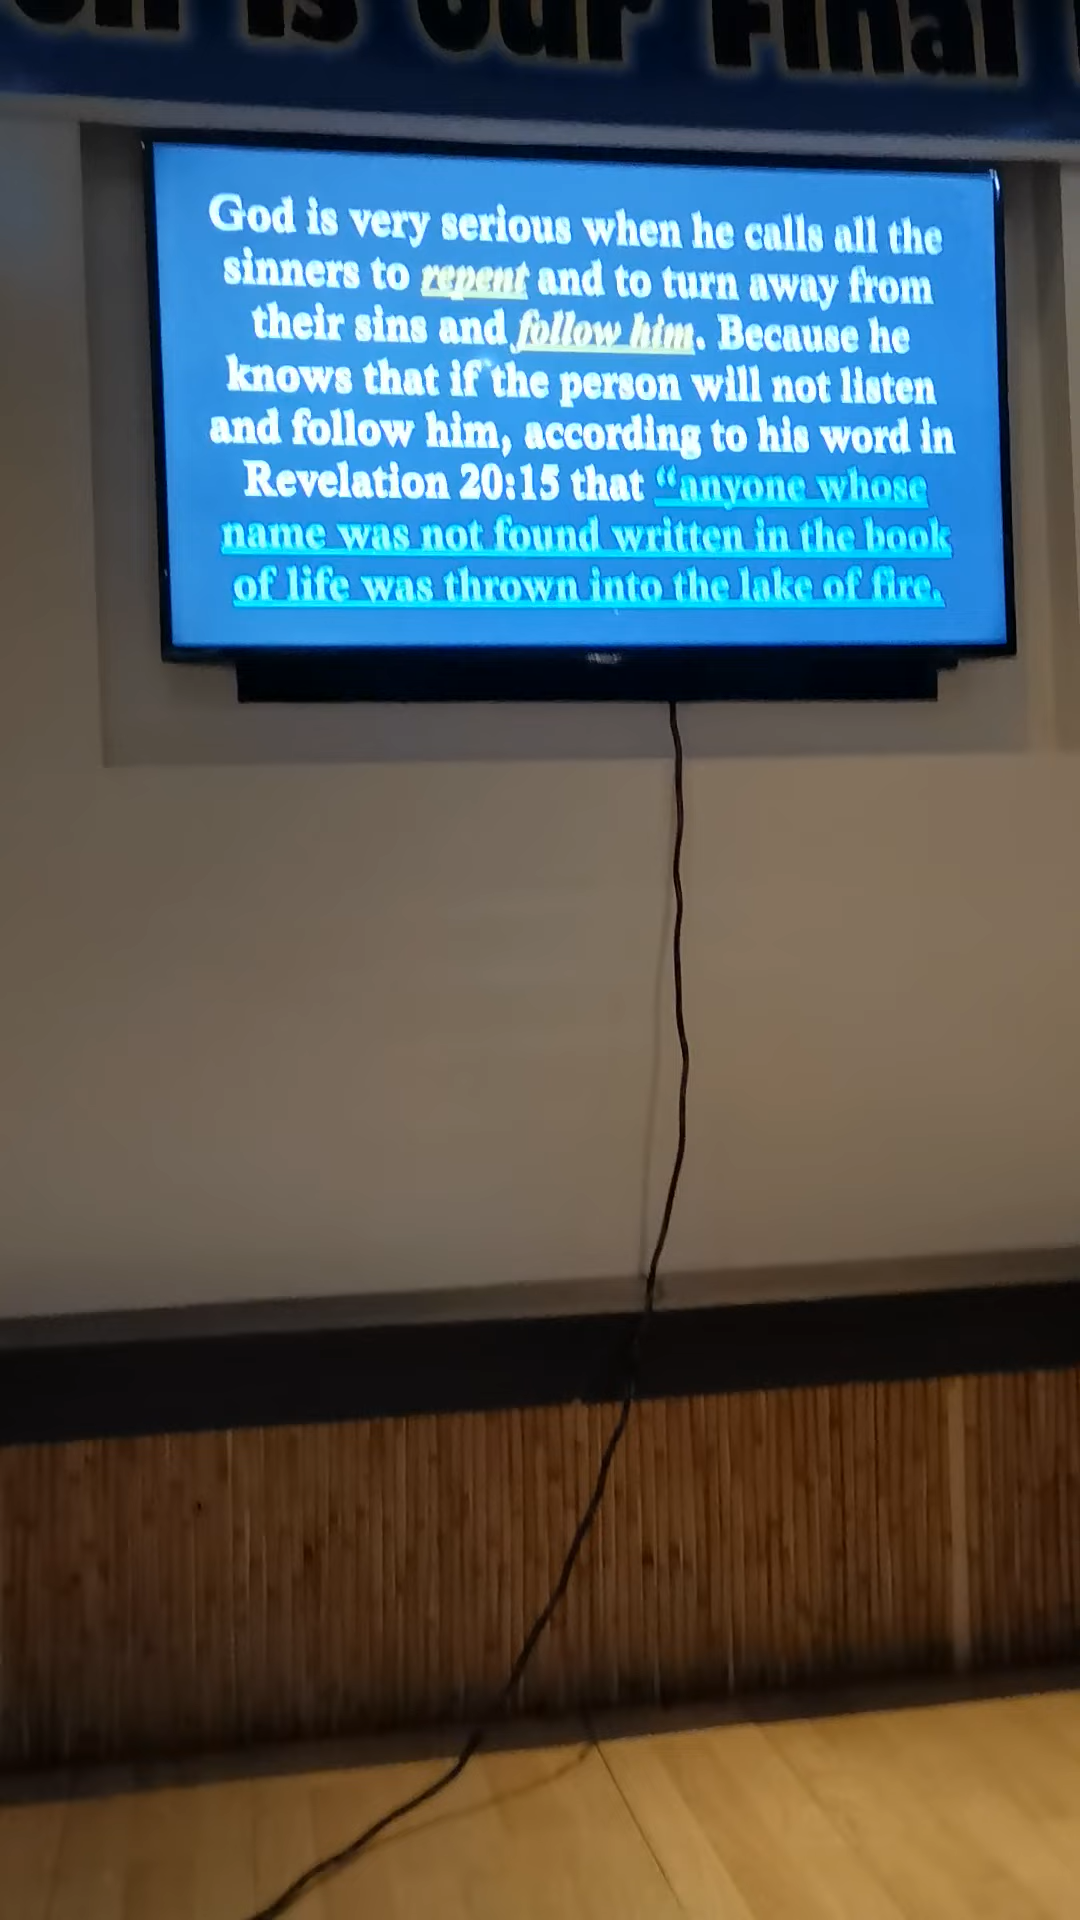 is Our Final
God is very serious when he calls all the
sinners to repent and to turn away from
their sins and follow him. Because he
knows that if the person will not listen
and follow him, according to his word in
Revelation 20:15 that “anyone whose
name was not found written in the book
of life was thrown into the lake of fire.